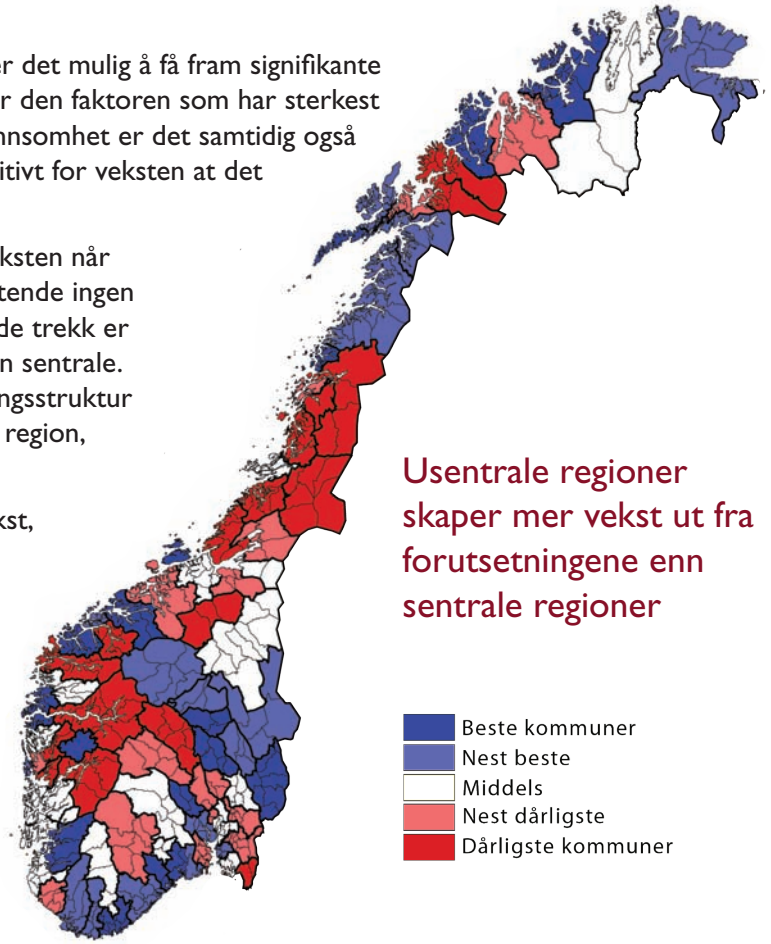 er det mulig å få fram signifikante
r den faktoren som har sterkest
nnsomhet er det samtidig også
itivt for veksten at det
ksten når
tende ingen
de trekk er
n sentrale.
ngsstruktur
region,
kst,
Usentrale regioner
skaper mer vekst ut fra
forutsetningene enn
sentrale regioner
Beste kommuner
Nest beste
Middels
Nest dårligste
Dårligste kommuner